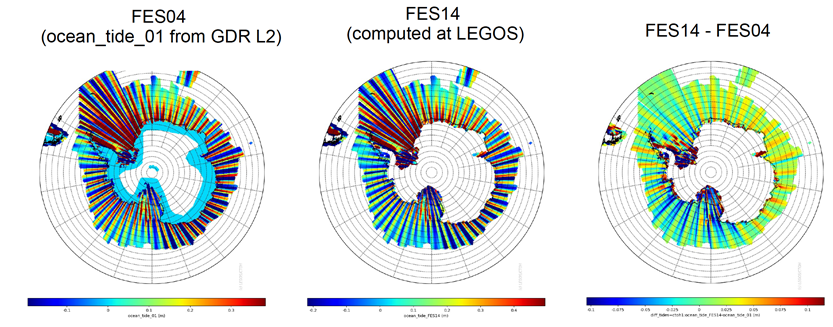 FES04
(ocean_tide_01 from GDR L2)
FES14
(computed at LEGOS)
FES14 - FES04
-0.1 0 0.1 0.2 0.3
ocean_tide_01 (m)
-0.2 -0.1 0 0.1 0.2 0.3 0.4
ocean_tide_FES14 (m)
-0.1 -0.075 -0.05 -0.025 0 0.025 0.05 0.075 0.1